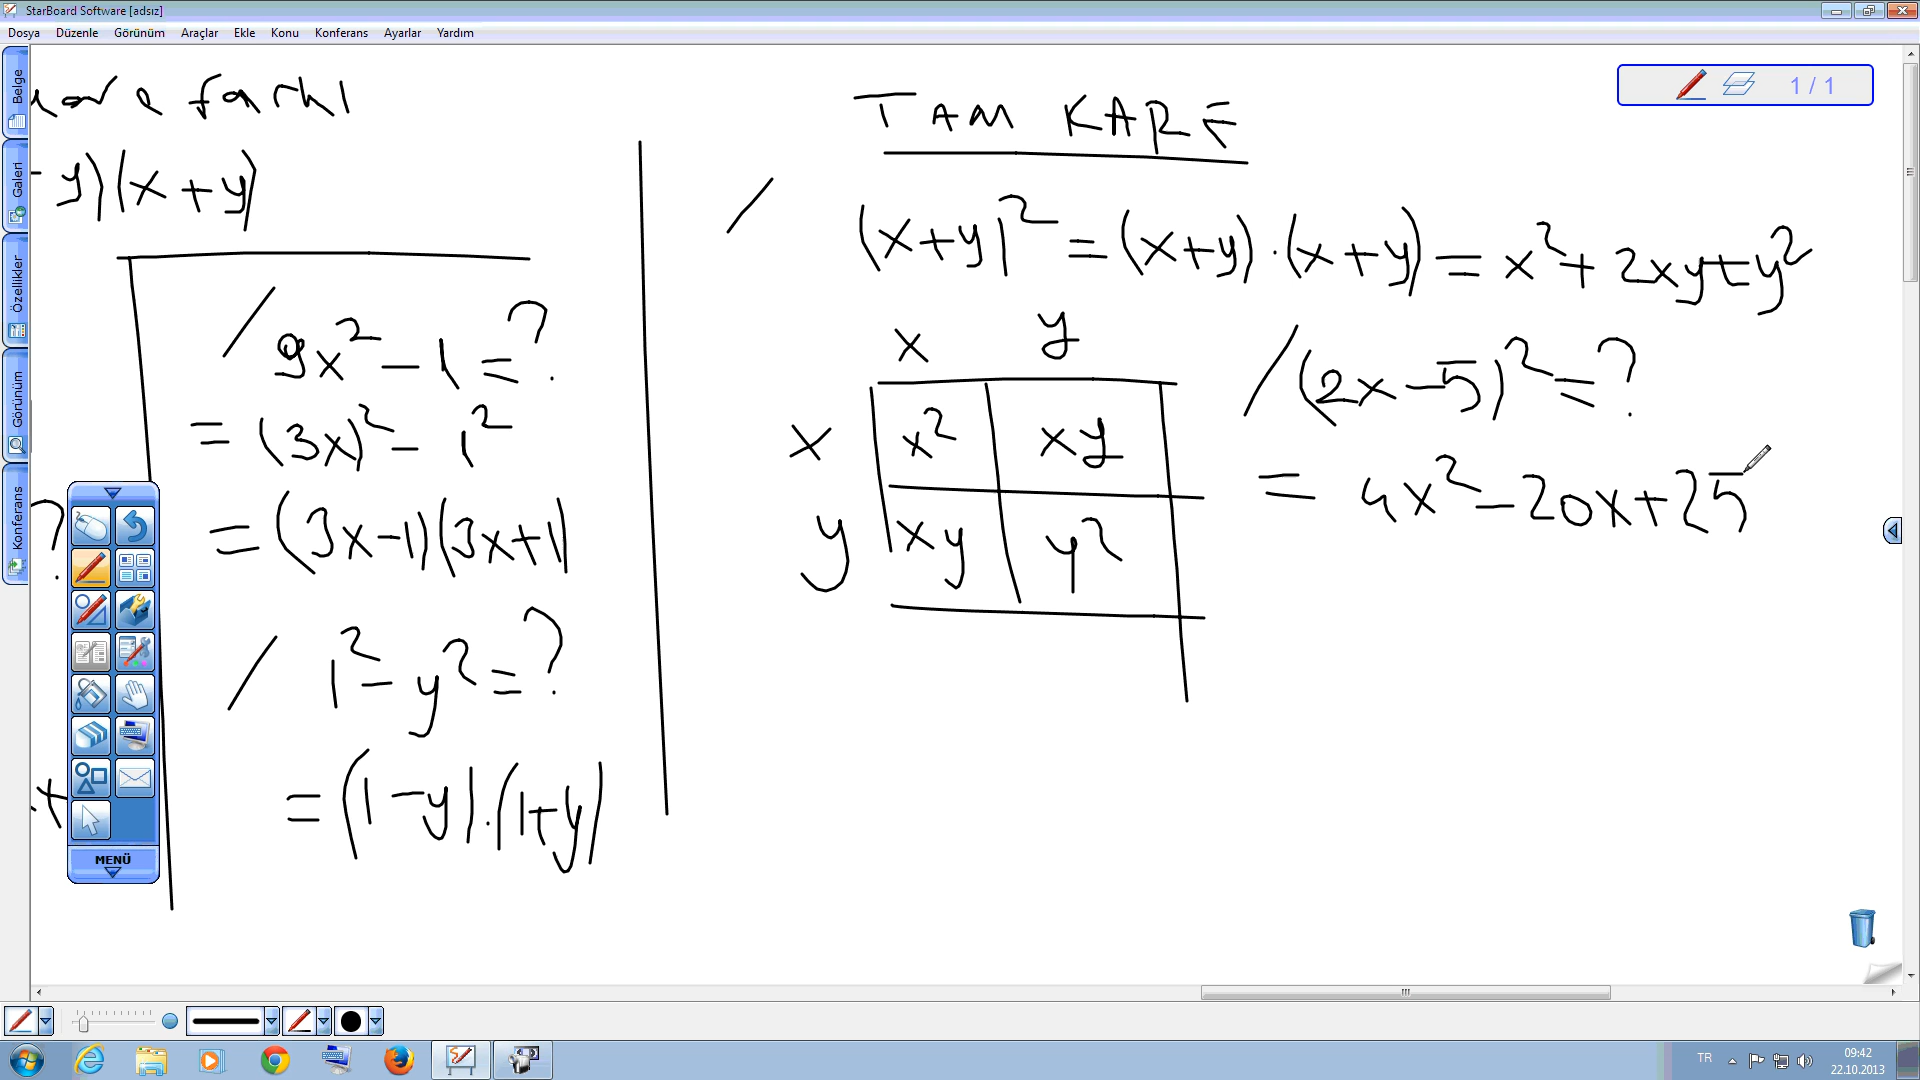 StarBoard Software [adsız]
Dosya Düzenle Görünüm Araçlar Ekle Konu Konferans Ayarlar Yardım
Belge
Galeri
Özellikler
Görünüm
Konferans
1 / 1
kare farkı
- y)(x+y)
/ 9x² - 1 = ?
= (3x)² - 1²
= (3x-1)(3x+1)
/ 1² - y² = ?
= (1-y).(1+y)
?
TAM KARE
/ (x+y)² = (x+y).(x+y) = x² + 2xy + y²
x y
x x² xy
y xy y²
/ (2x-5)² = ?
= 4x² - 20x + 25
MENÜ
TR
09:42
22.10.2013